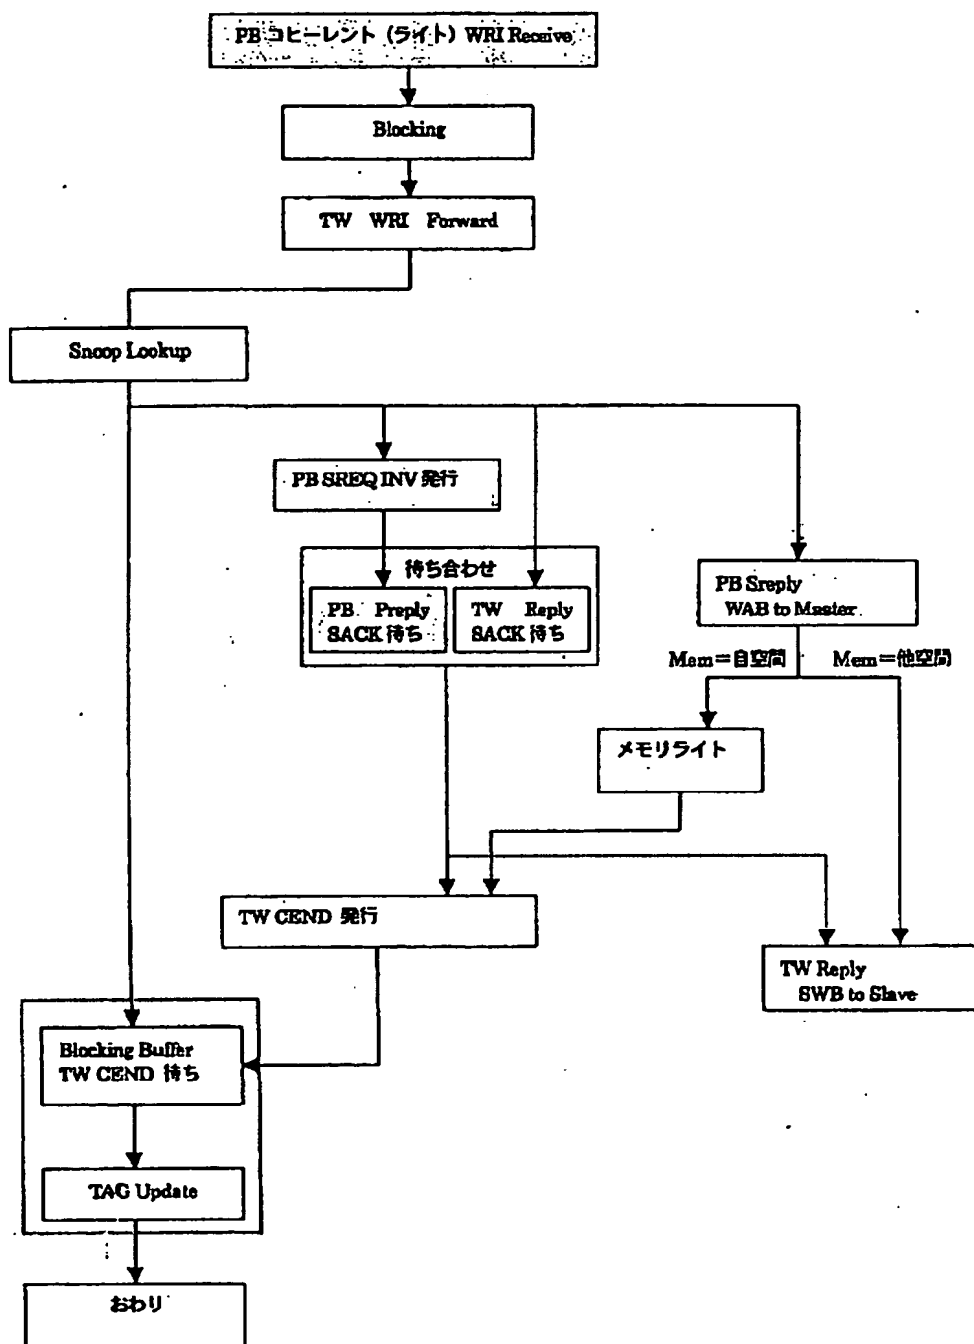 PB コヒーレント (ライト) WRI Receive
Blocking
TW WRI Forward
Snoop Lookup
PB SREQ INV 発行
待ち合わせ
PB Preply
SACK 待ち
TW Reply
SACK 待ち
PB Sreply
WAB to Master
Mem=自空間
Mem=他空間
メモリライト
TW CEND 発行
TW Reply
SWB to Slave
Blocking Buffer
TW CEND 待ち
TAG Update
おわり